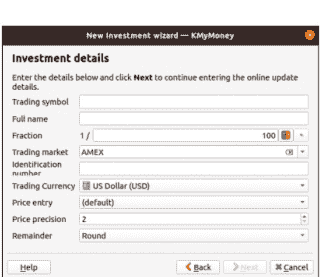 New Investment wizard — KMyMoney
Investment details
Enter the details below and click Next to continue entering the online update
details.
Trading symbol
Full name
Fraction 1 / 100
Trading market AMEX
Identification
number
Trading Currency US Dollar (USD)
Price entry (default)
Price precision 2
Remainder Round
Help Back Next Cancel